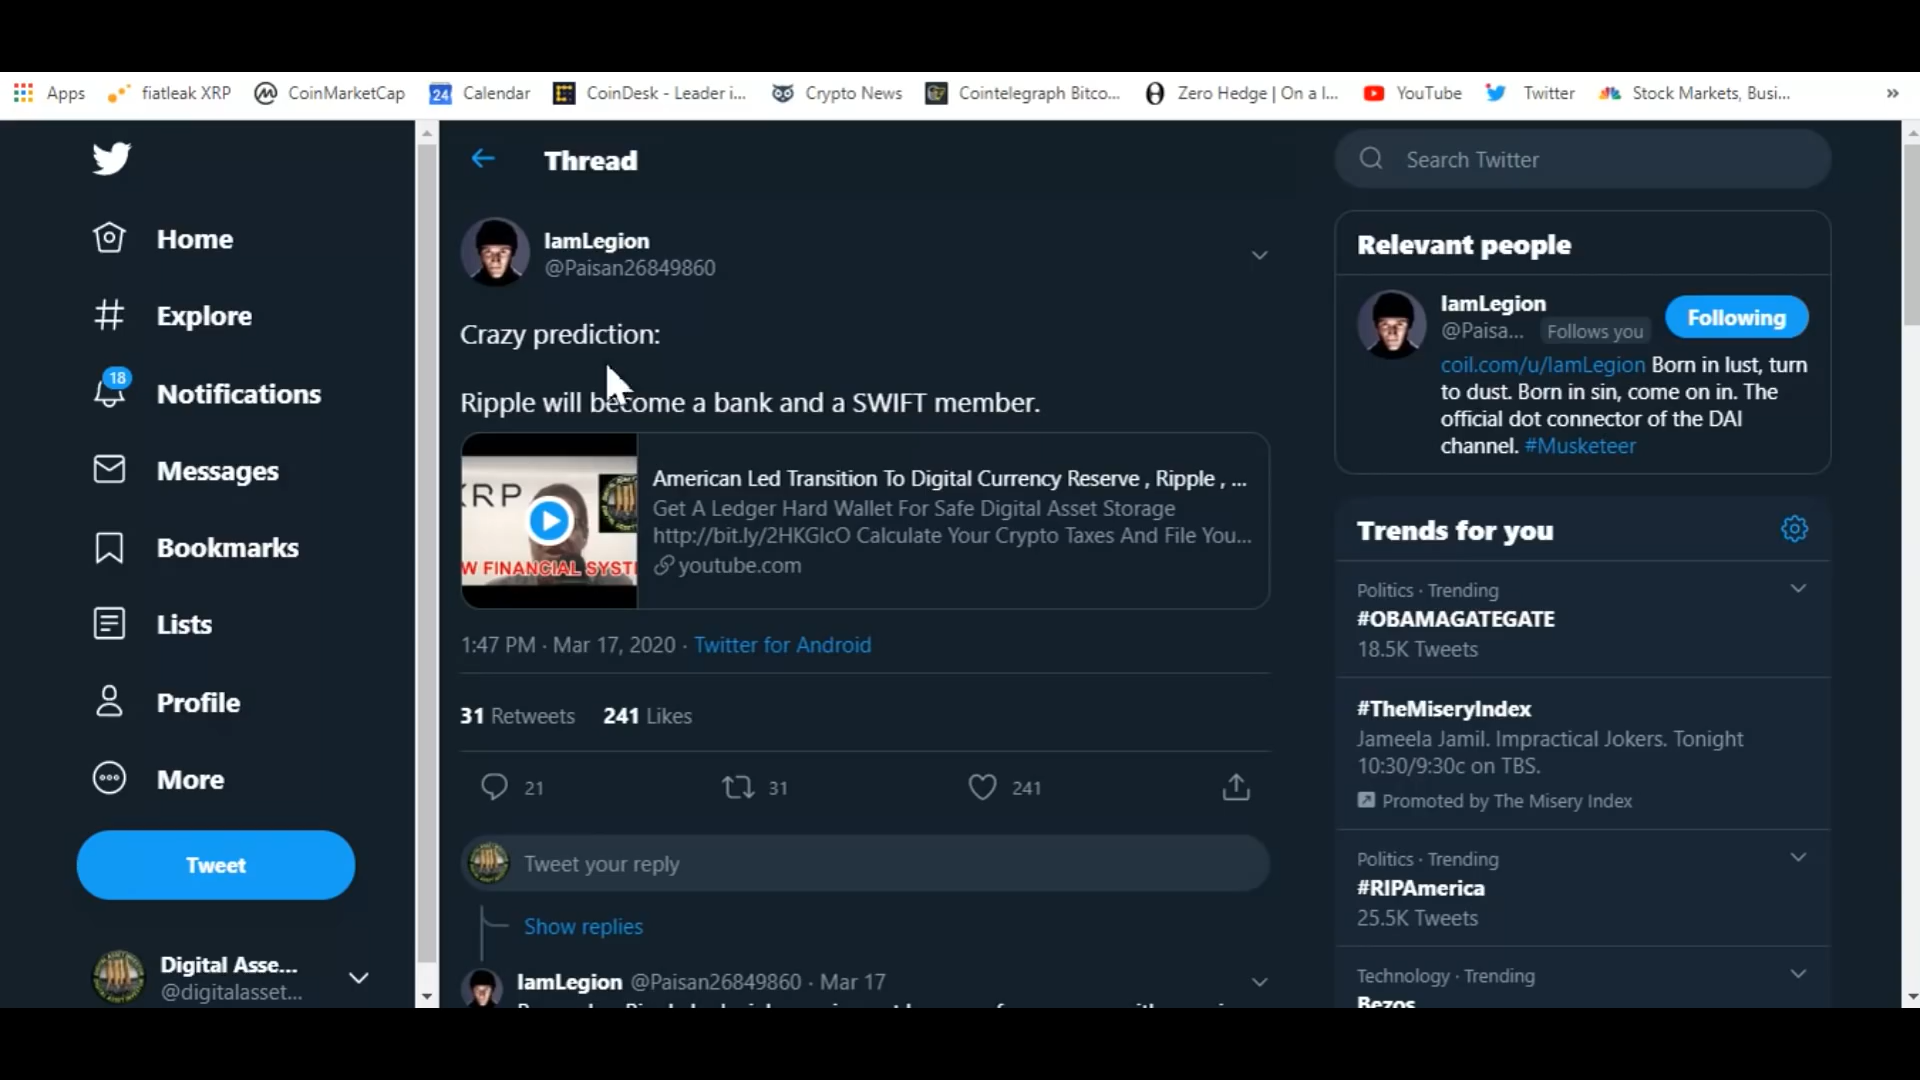 Apps
fiatleak XRP
CoinMarketCap
24
Calendar
CoinDesk - Leader i...
Crypto News
Cointelegraph Bitco...
Zero Hedge | On a l...
YouTube
Twitter
Stock Markets, Busi...
»
Home
Explore
18
Notifications
Messages
Bookmarks
Lists
Profile
More
Tweet
Digital Asse...
@digitalasset...
Thread
IamLegion
@Paisan26849860
Crazy prediction:
Ripple will become a bank and a SWIFT member.
XRP
W FINANCIAL SYST
American Led Transition To Digital Currency Reserve , Ripple , ...
Get A Ledger Hard Wallet For Safe Digital Asset Storage
http://bit.ly/2HKGIcO Calculate Your Crypto Taxes And File You...
youtube.com
1:47 PM · Mar 17, 2020 · Twitter for Android
31 Retweets 241 Likes
21
31
241
Tweet your reply
Show replies
IamLegion @Paisan26849860 · Mar 17
Search Twitter
Relevant people
IamLegion
@Paisa... Follows you
Following
coil.com/u/IamLegion Born in lust, turn
to dust. Born in sin, come on in. The
official dot connector of the DAI
channel. #Musketeer
Trends for you
Politics · Trending
#OBAMAGATEGATE
18.5K Tweets
#TheMiseryIndex
Jameela Jamil. Impractical Jokers. Tonight
10:30/9:30c on TBS.
Promoted by The Misery Index
Politics · Trending
#RIPAmerica
25.5K Tweets
Technology · Trending
Bezos